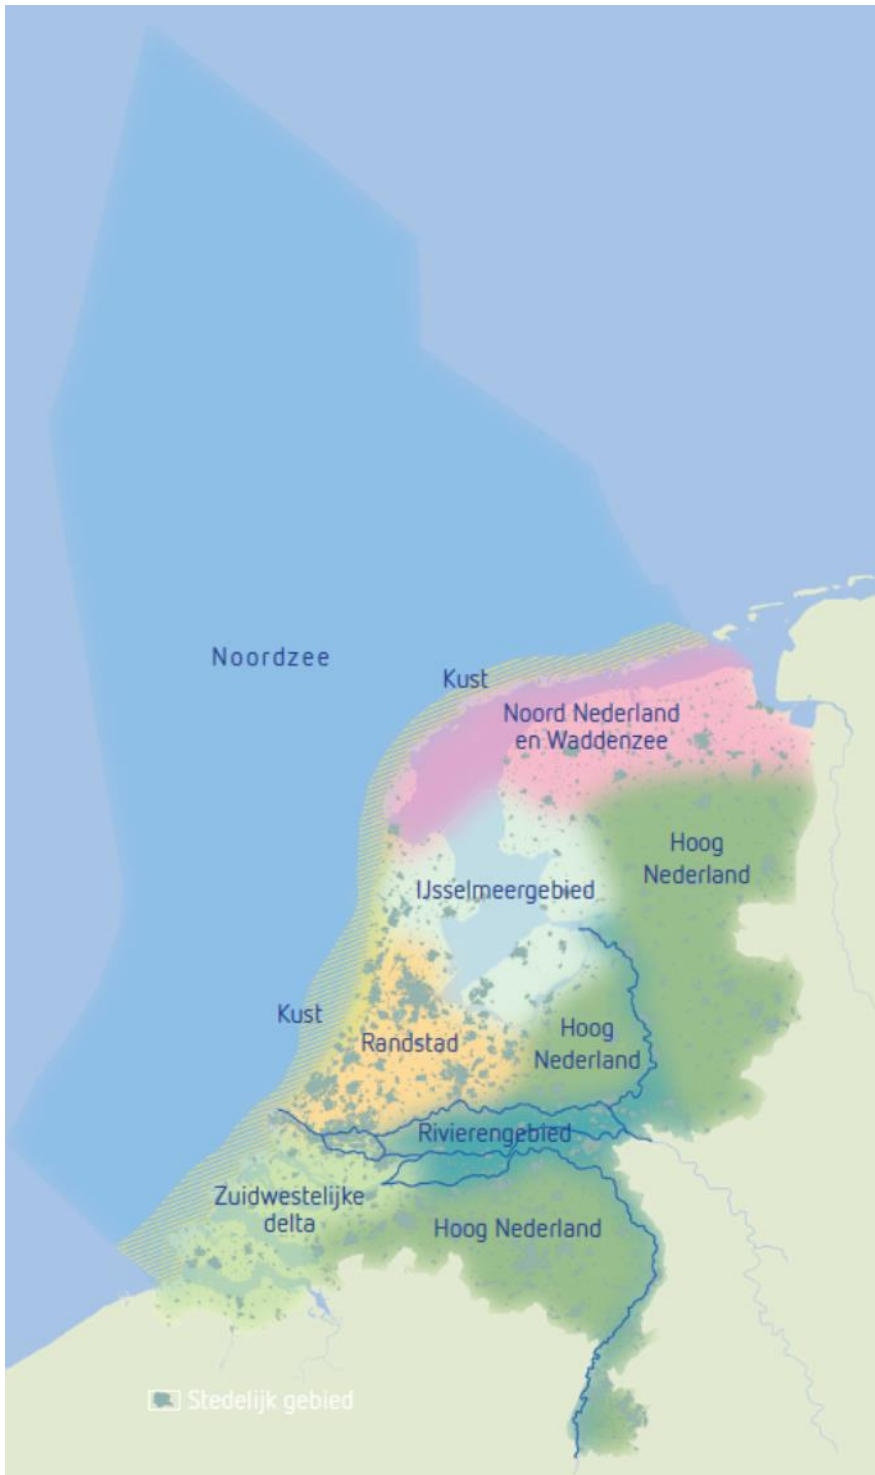 Noordzee
Kust
Noord Nederland
en Waddenzee
Hoog
Nederland
IJsselmeergebied
Kust
Randstad
Hoog
Nederland
Rivierengebied
Zuidwestelijke
delta
Hoog Nederland
Stedelijk gebied